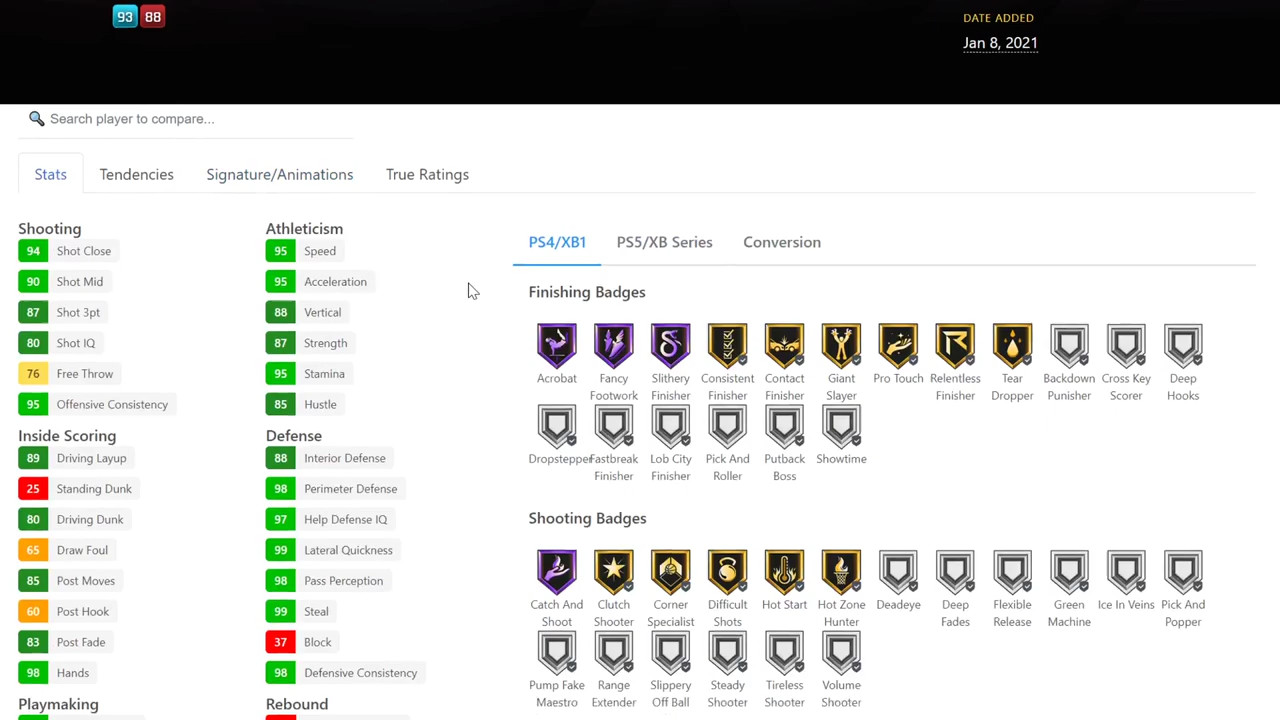 93 88
DATE ADDED
Jan 8, 2021
Search player to compare...
Stats Tendencies Signature/Animations True Ratings
Shooting
94 Shot Close
90 Shot Mid
87 Shot 3pt
80 Shot IQ
76 Free Throw
95 Offensive Consistency
Inside Scoring
89 Driving Layup
25 Standing Dunk
80 Driving Dunk
65 Draw Foul
85 Post Moves
60 Post Hook
83 Post Fade
98 Hands
Playmaking
Athleticism
95 Speed
95 Acceleration
88 Vertical
87 Strength
95 Stamina
85 Hustle
Defense
88 Interior Defense
98 Perimeter Defense
97 Help Defense IQ
99 Lateral Quickness
98 Pass Perception
99 Steal
37 Block
98 Defensive Consistency
Rebound
PS4/XB1 PS5/XB Series Conversion
Finishing Badges
Acrobat Fancy Slithery Consistent Contact Giant Pro Touch Relentless Tear Backdown Cross Key Deep
Footwork Finisher Finisher Finisher Slayer Finisher Dropper Punisher Scorer Hooks
Dropstepper Fastbreak Lob City Pick And Putback Showtime
Finisher Finisher Roller Boss
Shooting Badges
Catch And Clutch Corner Difficult Hot Start Hot Zone Deadeye Deep Flexible Green Ice In Veins Pick And
Shoot Shooter Specialist Shots Hunter Fades Release Machine Popper
Pump Fake Range Slippery Steady Tireless Volume
Maestro Extender Off Ball Shooter Shooter Shooter